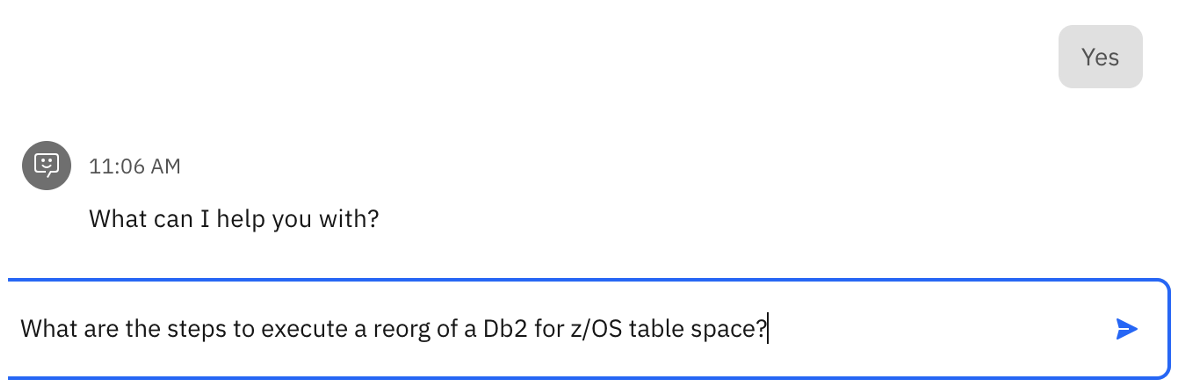 Yes
11:06 AM
What can I help you with?
What are the steps to execute a reorg of a Db2 for z/OS table space?